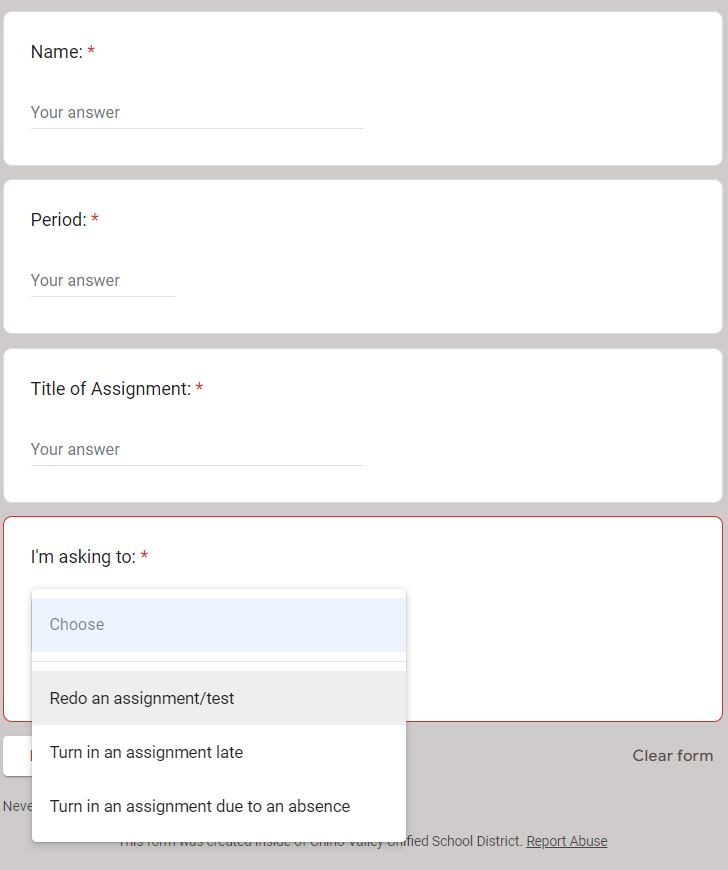 Name: *
Your answer
Period: *
Your answer
Title of Assignment: *
Your answer
I'm asking to: *
Choose
Redo an assignment/test
Turn in an assignment late
Turn in an assignment due to an absence
Clear form
Neve
This form was created inside of Chino Valley Unified School District. Report Abuse